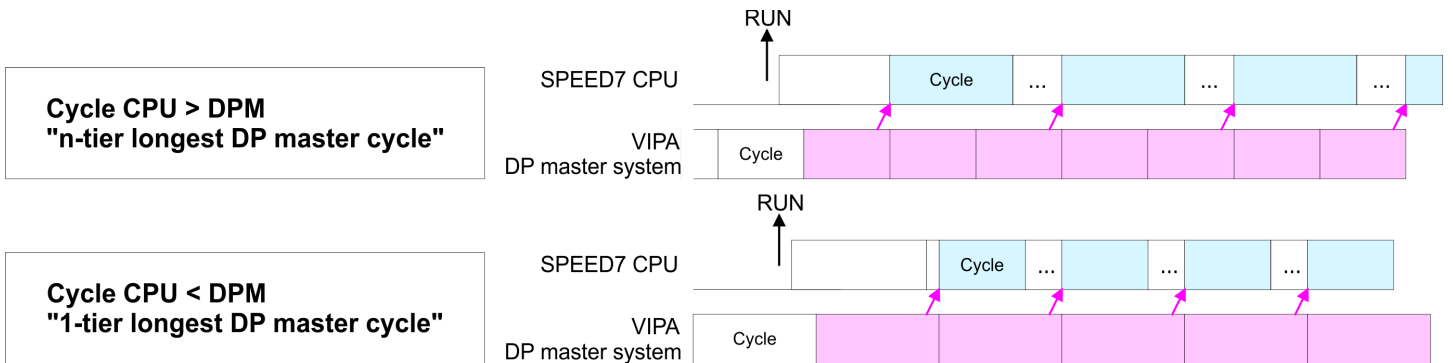 RUN
SPEED7 CPU
Cycle
...
...
...
Cycle CPU > DPM
"n-tier longest DP master cycle"
VIPA
DP master system
Cycle
RUN
SPEED7 CPU
Cycle
...
...
...
Cycle CPU < DPM
"1-tier longest DP master cycle"
VIPA
DP master system
Cycle